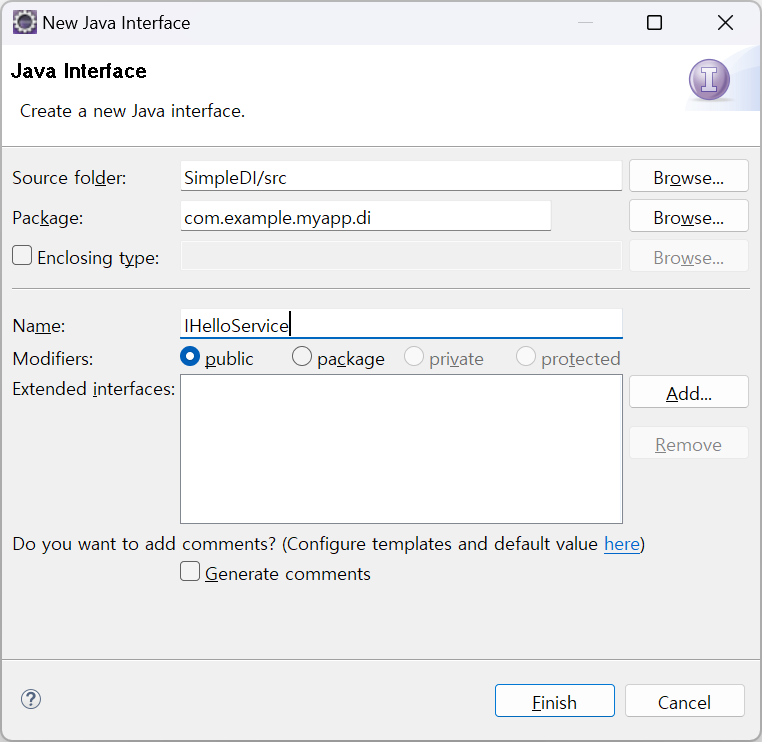 New Java Interface
Java Interface
Create a new Java interface.
I
Source folder: SimpleDI/src Browse...
Package: com.example.myapp.di Browse...
Enclosing type: Browse...
Name: IHelloService
Modifiers: public package private protected
Extended interfaces: Add...
Remove
Do you want to add comments? (Configure templates and default value here)
Generate comments
? Finish Cancel